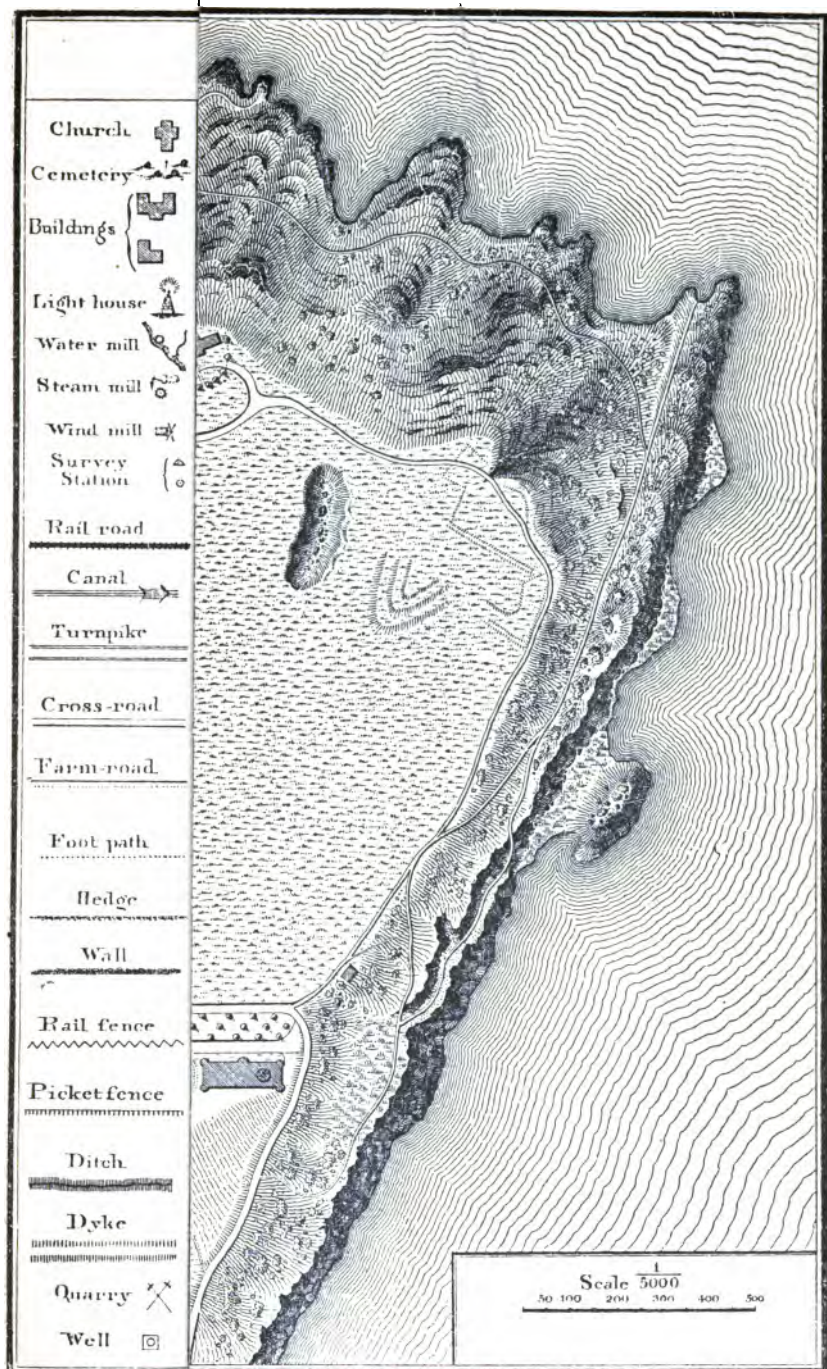 Church
Cemetery
Buildings
Light house
Water mill
Steam mill
Wind mill
Survey
Station
Rail road
Canal
Turnpike
Cross-road
Farm-road
Foot path
Hedge
Wall
Rail fence
Picket fence
Ditch
Dyke
Quarry
Well
Scale 1/5000
50 100 200 300 400 500